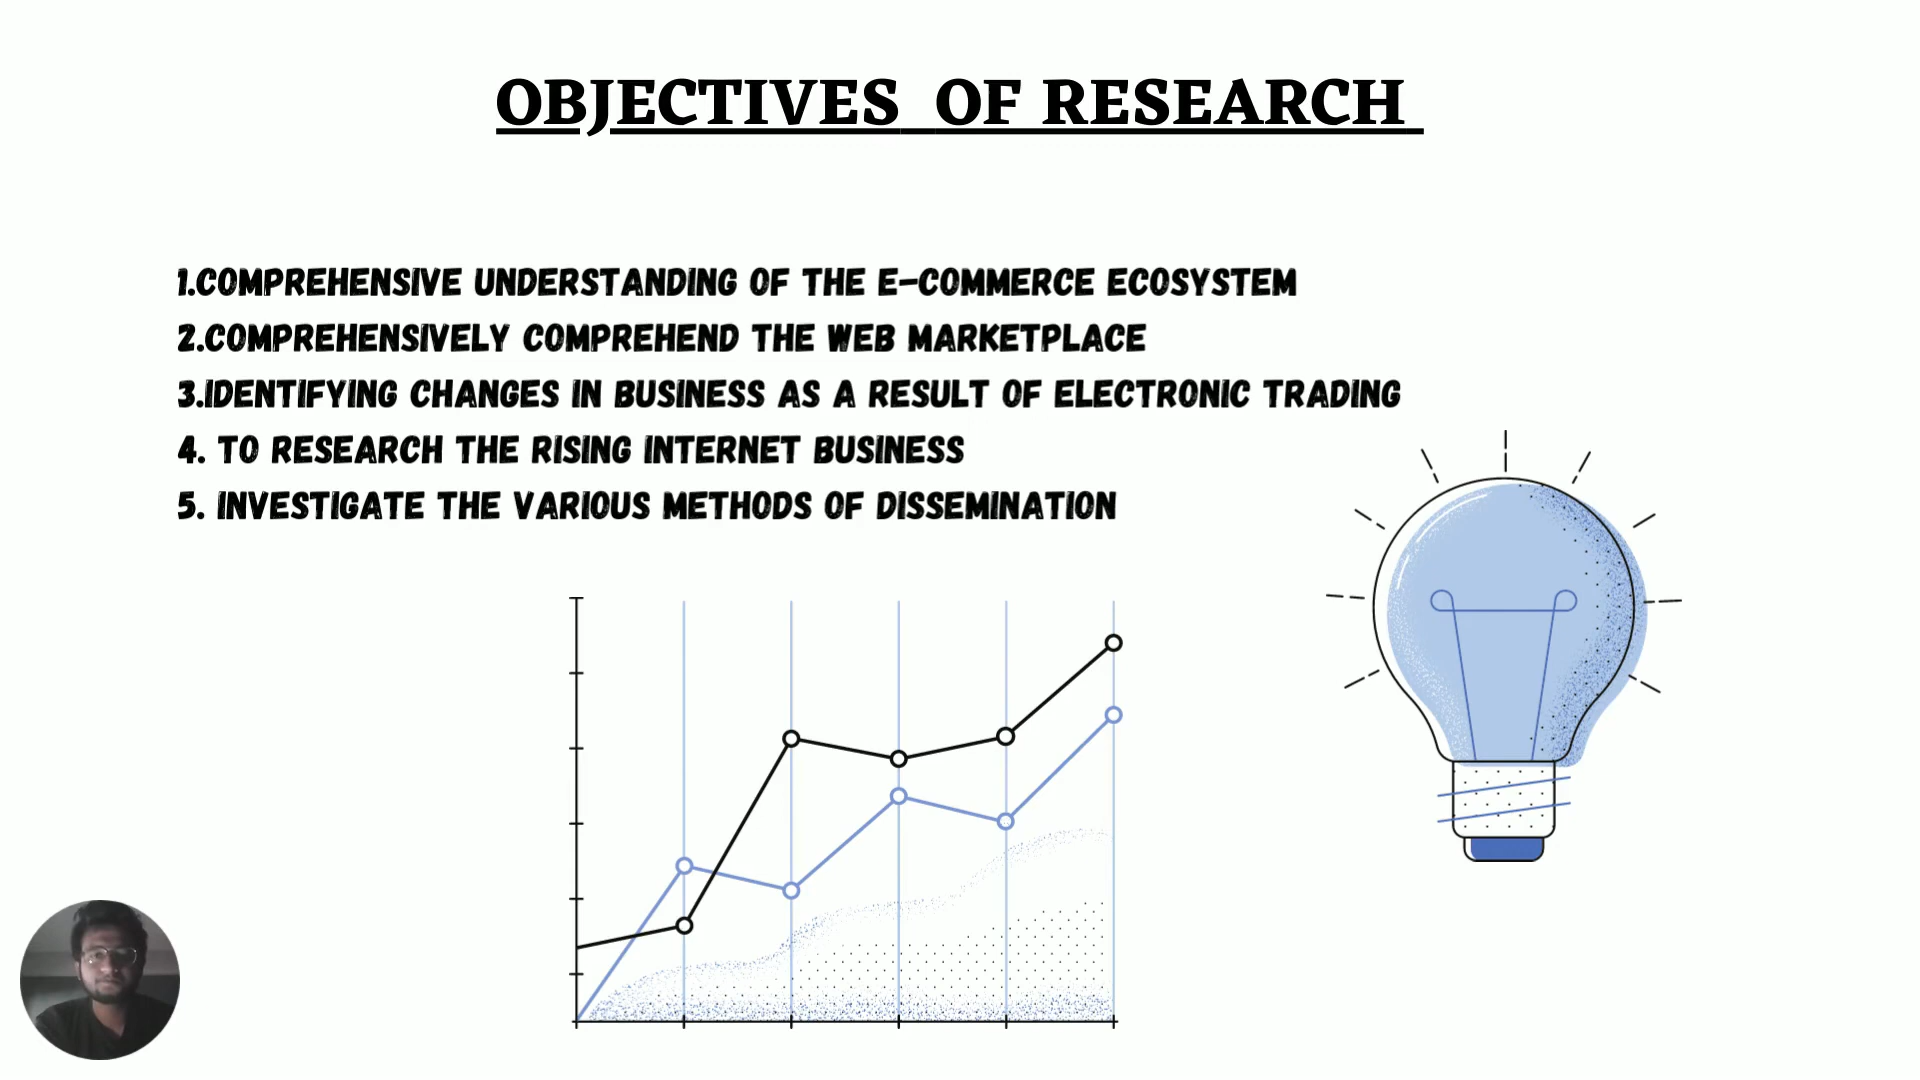 OBJECTIVES OF RESEARCH
1.COMPREHENSIVE UNDERSTANDING OF THE E-COMMERCE ECOSYSTEM
2.COMPREHENSIVELY COMPREHEND THE WEB MARKETPLACE
3.IDENTIFYING CHANGES IN BUSINESS AS A RESULT OF ELECTRONIC TRADING
4. TO RESEARCH THE RISING INTERNET BUSINESS
5. INVESTIGATE THE VARIOUS METHODS OF DISSEMINATION